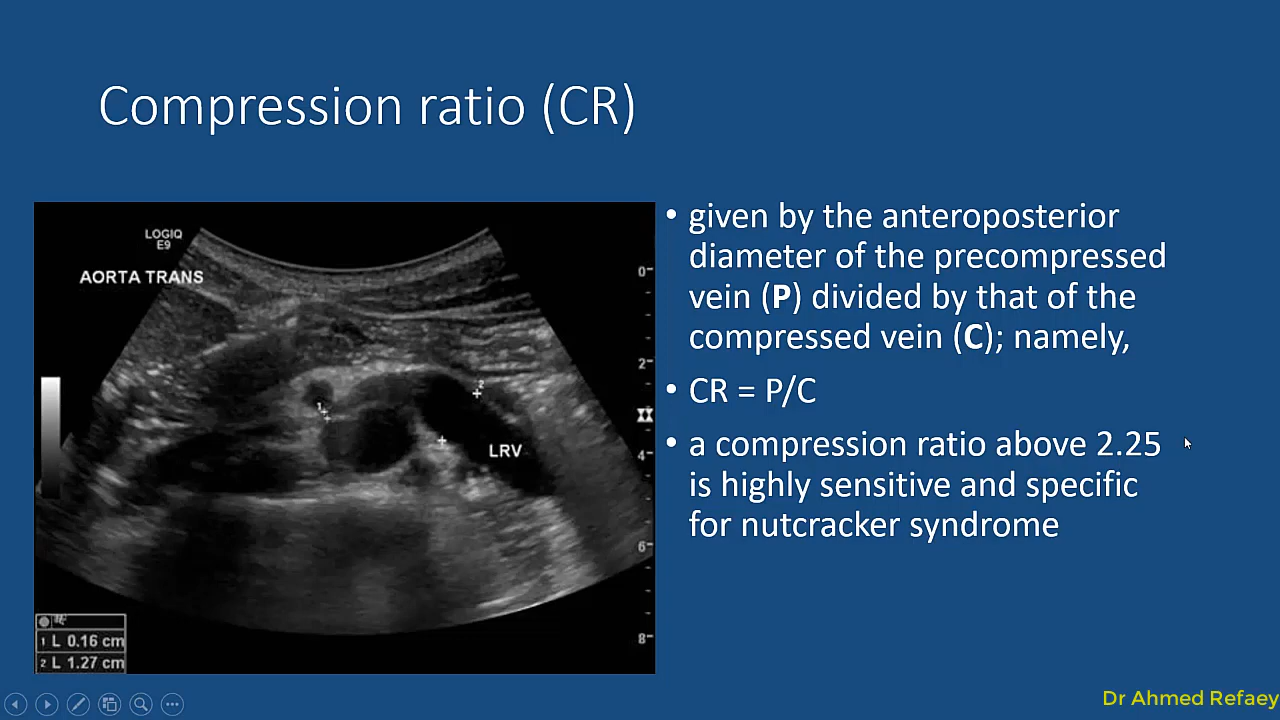 Compression ratio (CR)
LOGIQ
E9
AORTA TRANS
0
2
4
6
8
1
2
LRV
1 L 0.16 cm
2 L 1.27 cm
• given by the anteroposterior
diameter of the precompressed
vein (P) divided by that of the
compressed vein (C); namely,
• CR = P/C
• a compression ratio above 2.25
is highly sensitive and specific
for nutcracker syndrome
Dr Ahmed Refaey